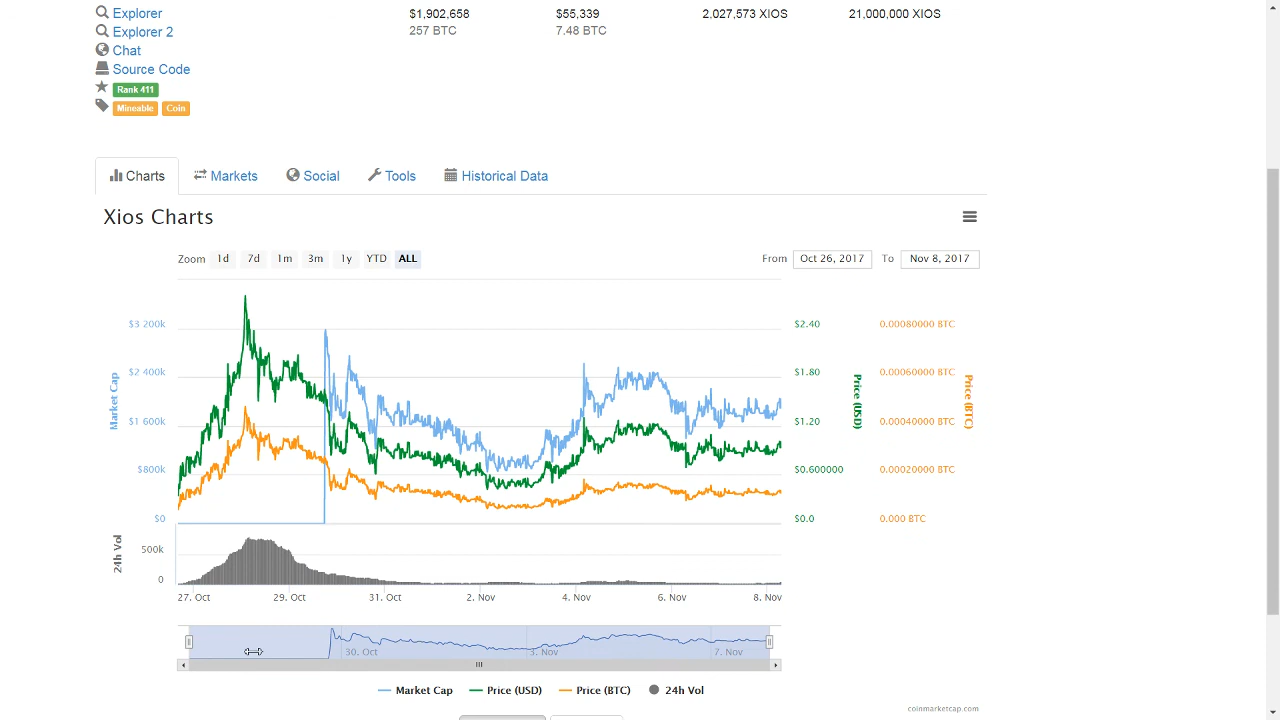 Explorer $1,902,658 $55,339 2,027,573 XIOS 21,000,000 XIOS
Explorer 2 257 BTC 7.48 BTC
Chat
Source Code
Rank 411
Mineable Coin
Charts Markets Social Tools Historical Data
Xios Charts
Zoom 1d 7d 1m 3m 1y YTD ALL From Oct 26, 2017 To Nov 8, 2017
$3 200k $2.40 0.00080000 BTC
$2 400k $1.80 0.00060000 BTC
Market Cap Price (USD) Price (BTC)
$1 600k $1.20 0.00040000 BTC
$800k $0.600000 0.00020000 BTC
$0 $0.0 0.000 BTC
24h Vol
500k
0
27. Oct 29. Oct 31. Oct 2. Nov 4. Nov 6. Nov 8. Nov
30. Oct 3. Nov 7. Nov
Market Cap Price (USD) Price (BTC) 24h Vol
coinmarketcap.com